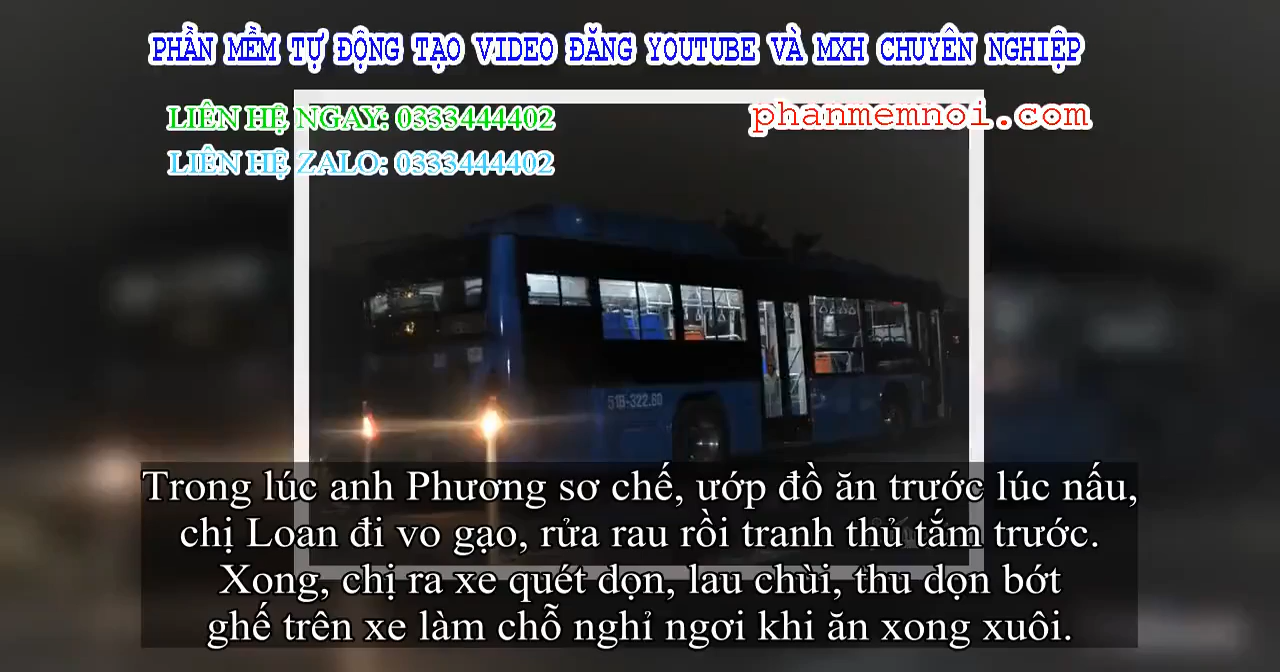 PHẦN MỀM TỰ ĐỘNG TẠO VIDEO ĐĂNG YOUTUBE VÀ MXH CHUYÊN NGHIỆP
LIÊN HỆ NGAY: 0333444402
phanmemnoi.com
LIÊN HỆ ZALO: 0333444402
51B-322.60
Trong lúc anh Phương sơ chế, ướp đồ ăn trước lúc nấu,
chị Loan đi vo gạo, rửa rau rồi tranh thủ tắm trước.
Xong, chị ra xe quét dọn, lau chùi, thu dọn bớt
ghế trên xe làm chỗ nghỉ ngơi khi ăn xong xuôi.